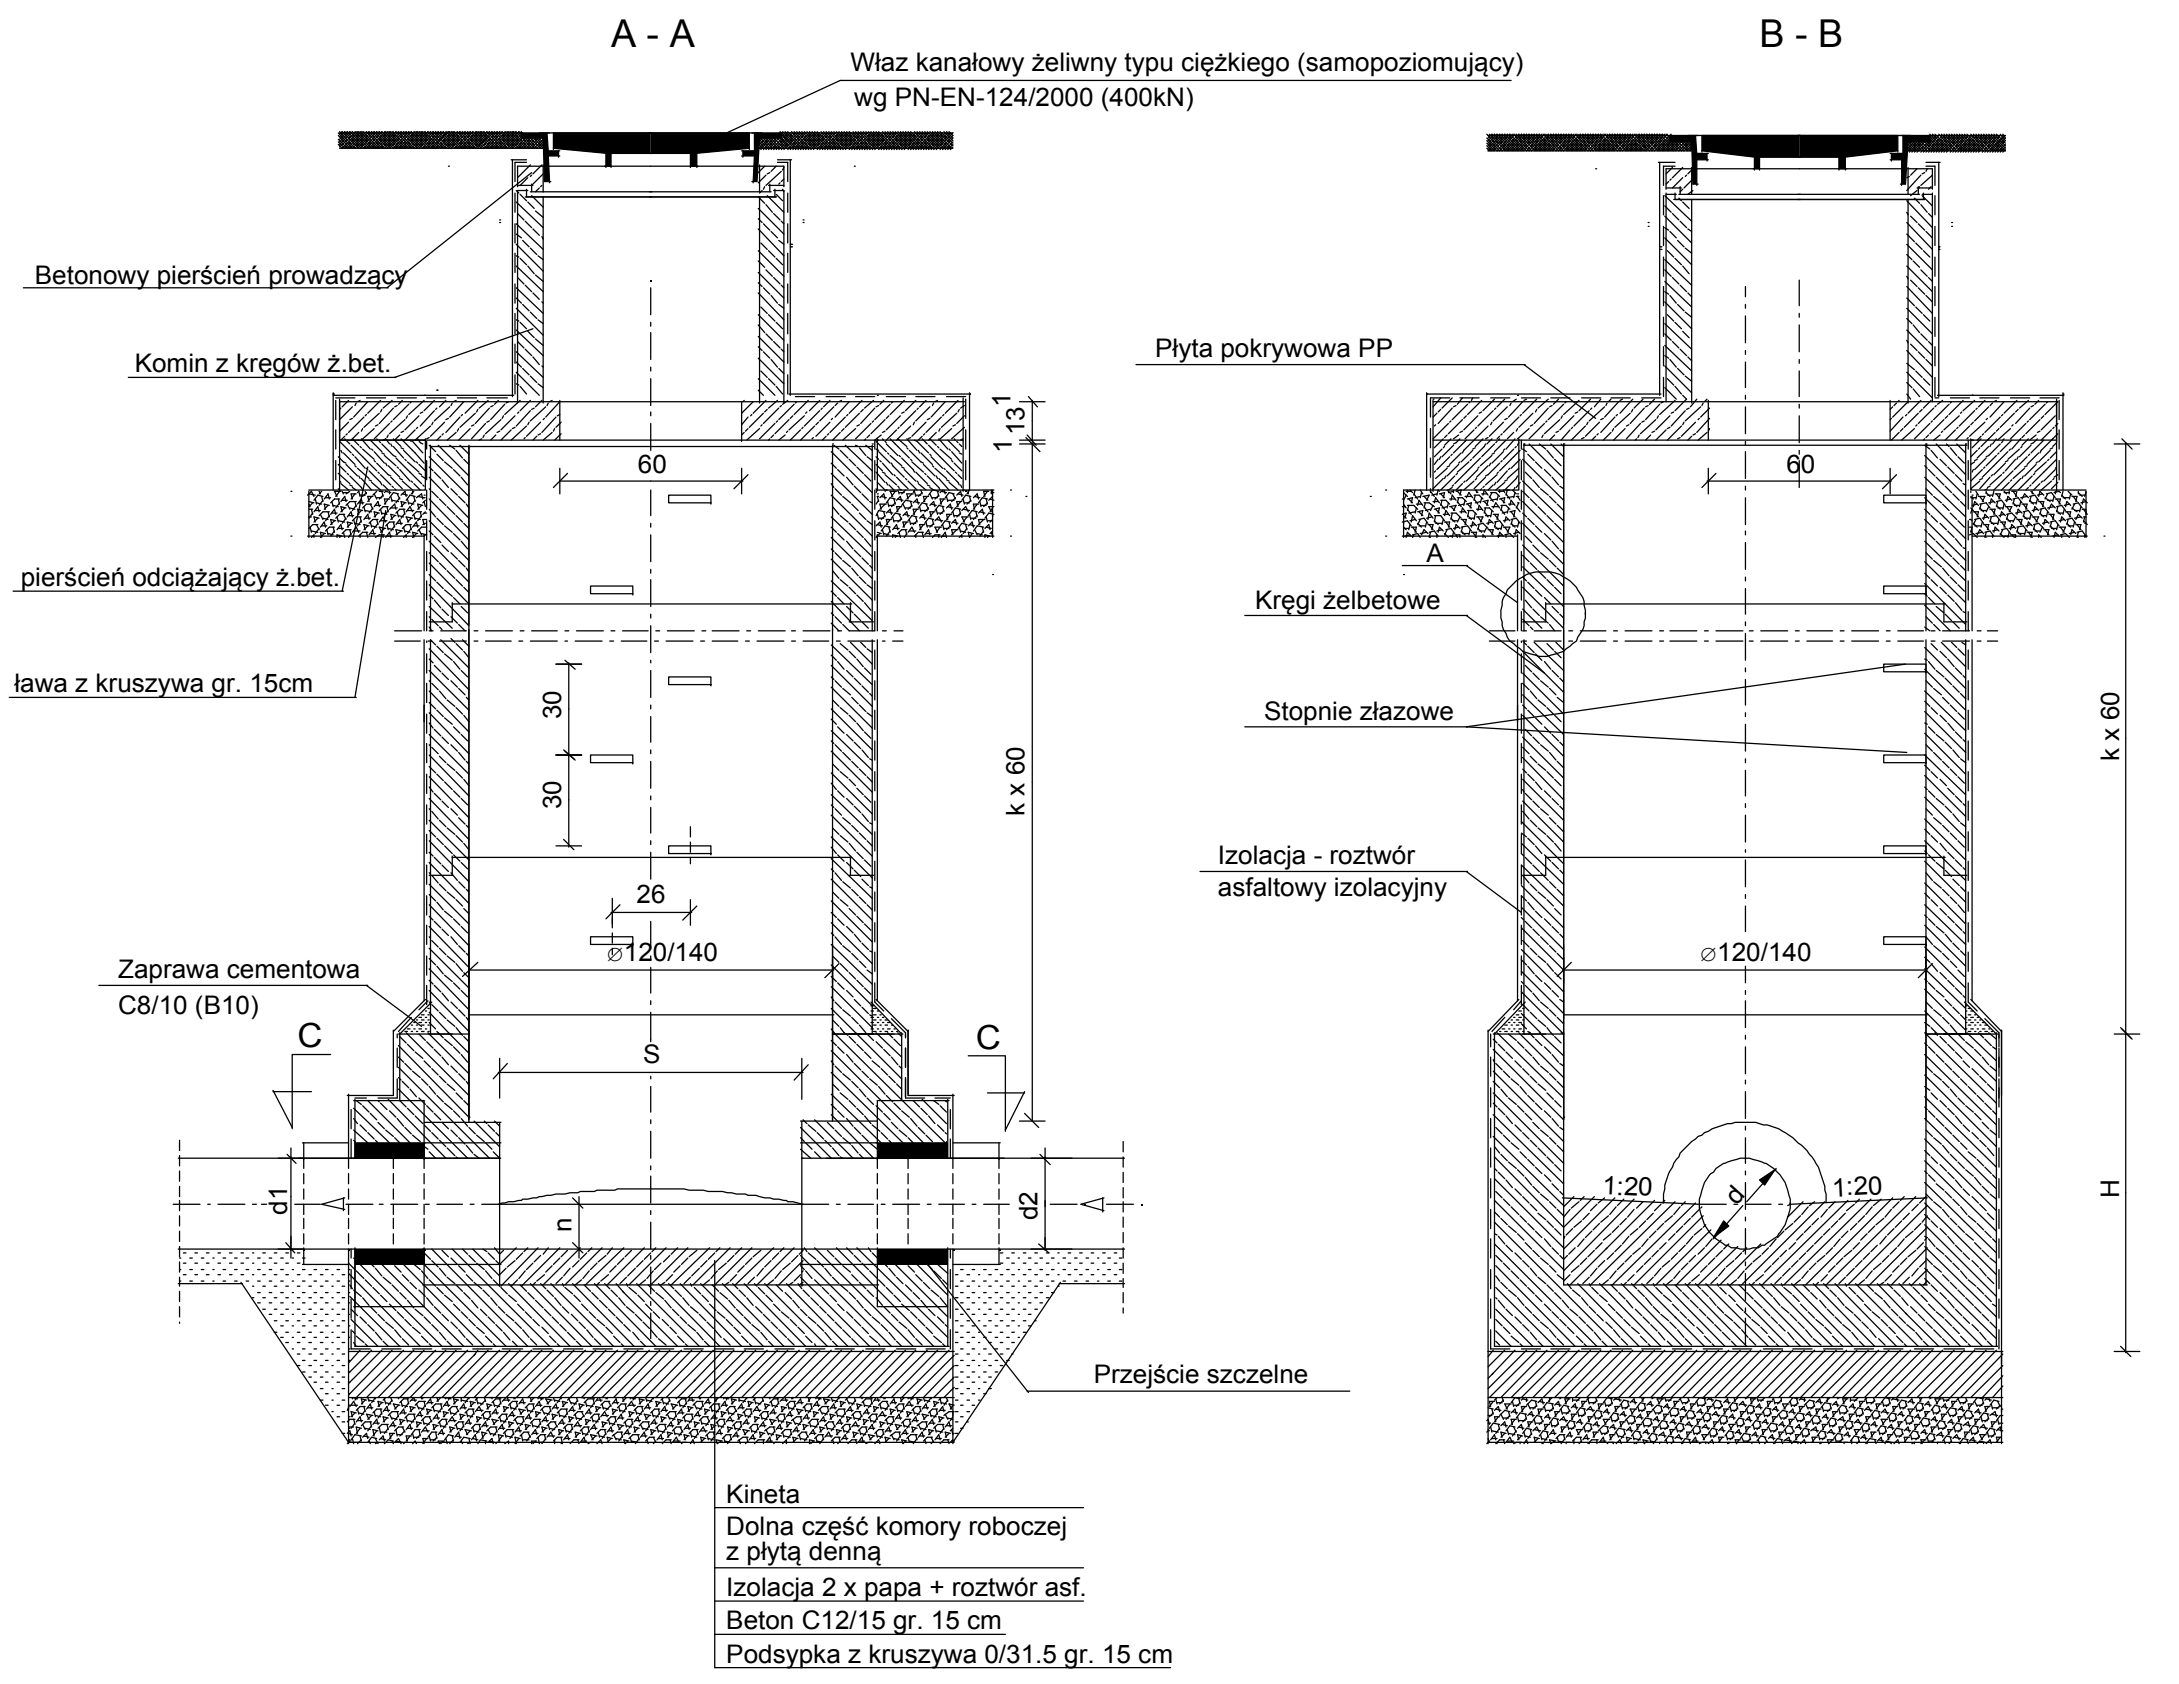 A - A
B - B
Właz kanałowy żeliwny typu ciężkiego (samopoziomujący)
wg PN-EN-124/2000 (400kN)
Betonowy pierścień prowadzący
Komin z kręgów ż.bet.
Płyta pokrywowa PP
1
13
1
60
60
pierścień odciążający ż.bet.
A
Kręgi żelbetowe
ława z kruszywa gr. 15cm
30
Stopnie złazowe
k x 60
k x 60
30
Izolacja - roztwór
asfaltowy izolacyjny
26
⌀120/140
⌀120/140
Zaprawa cementowa
C8/10 (B10)
C
C
S
d1
n
d2
1:20
d
1:20
H
Przejście szczelne
Kineta
Dolna część komory roboczej
z płytą denną
Izolacja 2 x papa + roztwór asf.
Beton C12/15 gr. 15 cm
Podsypka z kruszywa 0/31.5 gr. 15 cm